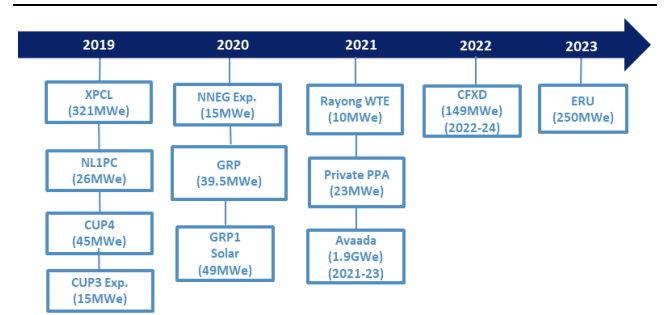 2019
2020
2021
2022
2023
XPCL
(321MWe)
NL1PC
(26MWe)
CUP4
(45MWe)
CUP3 Exp.
(15MWe)
NNEG Exp.
(15MWe)
GRP
(39.5MWe)
GRP1
Solar
(49MWe)
Rayong WTE
(10MWe)
Private PPA
(23MWe)
Avaada
(1.9GWe)
(2021-23)
CFXD
(149MWe)
(2022-24)
ERU
(250MWe)